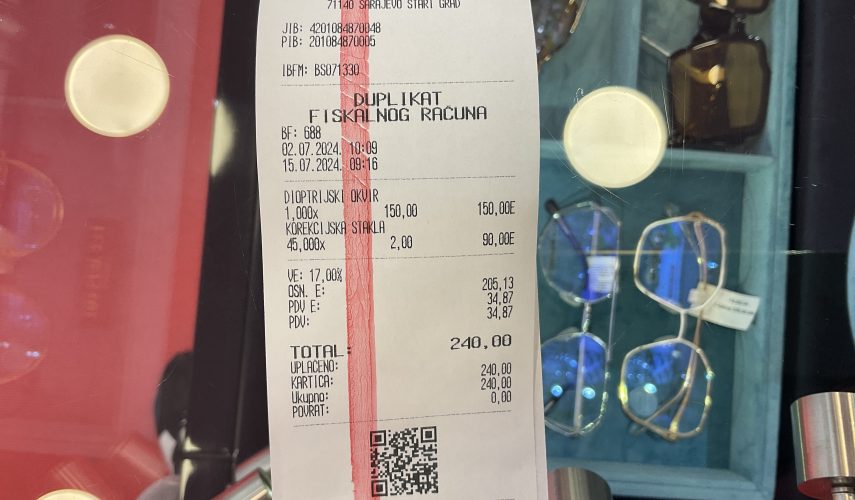 71140 SARAJEVO STARI GRAD
JIB: 4201084870048
PIB: 201084870005
IBFM: BS071330
DUPLIKAT
FISKALNOG RAČUNA
BF: 688
02.07.2024. 10:09
15.07.2024. 09:16
DIOPTRIJSKI OKVIR
1,000x 150,00 150,00E
KOREKCIJSKA STAKLA
45,000x 2,00 90,00E
VE: 17,00%
OSN. E: 205,13
PDV E: 34,87
PDV: 34,87
TOTAL: 240,00
UPLAĆENO:
KARTICA: 240,00
Ukupno: 240,00
POVRAT: 0,00